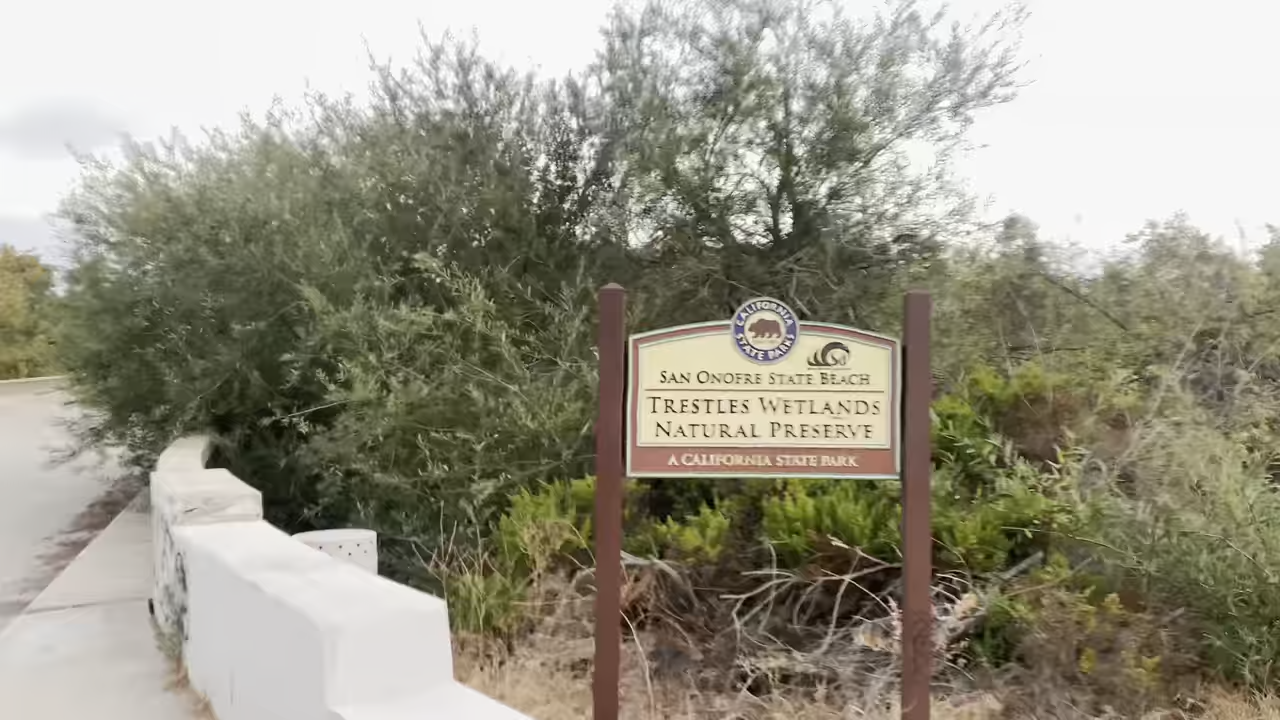 CALIFORNIA
STATE PARKS
SAN ONOFRE STATE BEACH
TRESTLES WETLANDS
NATURAL PRESERVE
A CALIFORNIA STATE PARK